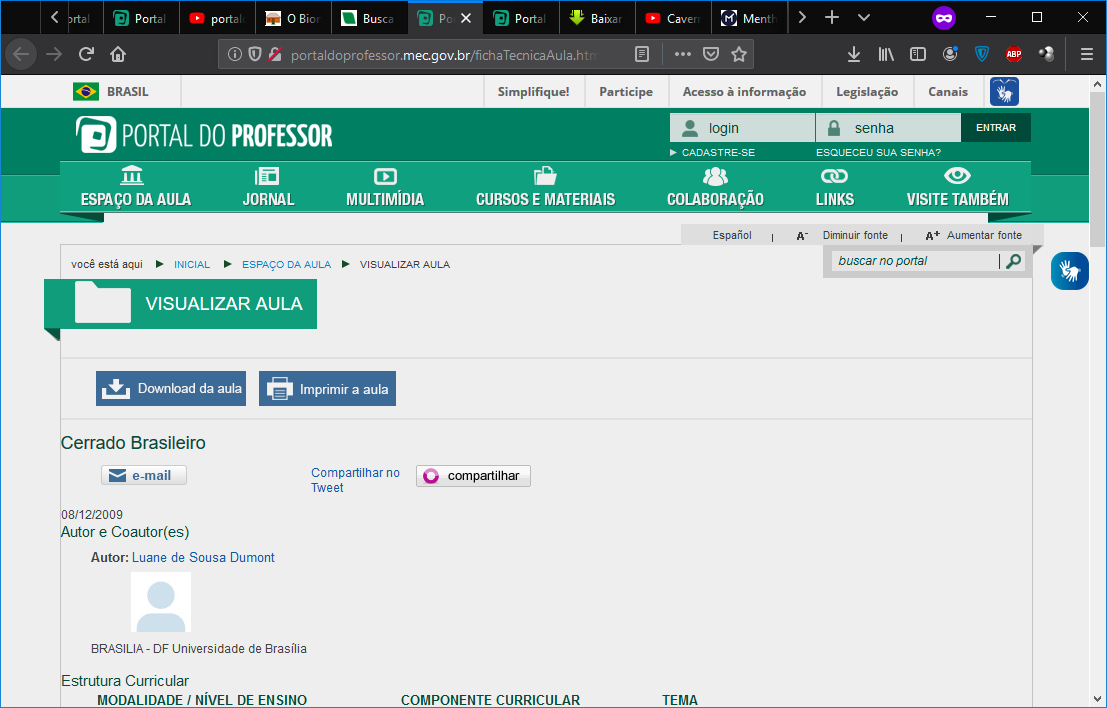 ortal
Portal
portal
O Bion
Busca
Po
Portal
Baixar
Cavern
Menth
portaldoprofessor.mec.gov.br/fichaTecnicaAula.htm
ABP
BRASIL
Simplifique!
Participe
Acesso à informação
Legislação
Canais
PORTAL DO PROFESSOR
login
senha
ENTRAR
CADASTRE-SE
ESQUECEU SUA SENHA?
ESPAÇO DA AULA
JORNAL
MULTIMÍDIA
CURSOS E MATERIAIS
COLABORAÇÃO
LINKS
VISITE TAMBÉM
Español | A- Diminuir fonte | A+ Aumentar fonte
você está aqui ▶ INICIAL ▶ ESPAÇO DA AULA ▶ VISUALIZAR AULA
buscar no portal
VISUALIZAR AULA
Download da aula
Imprimir a aula
Cerrado Brasileiro
e-mail
Compartilhar no
Tweet
compartilhar
08/12/2009
Autor e Coautor(es)
Autor: Luane de Sousa Dumont
BRASILIA - DF Universidade de Brasília
Estrutura Curricular
MODALIDADE / NÍVEL DE ENSINO
COMPONENTE CURRICULAR
TEMA